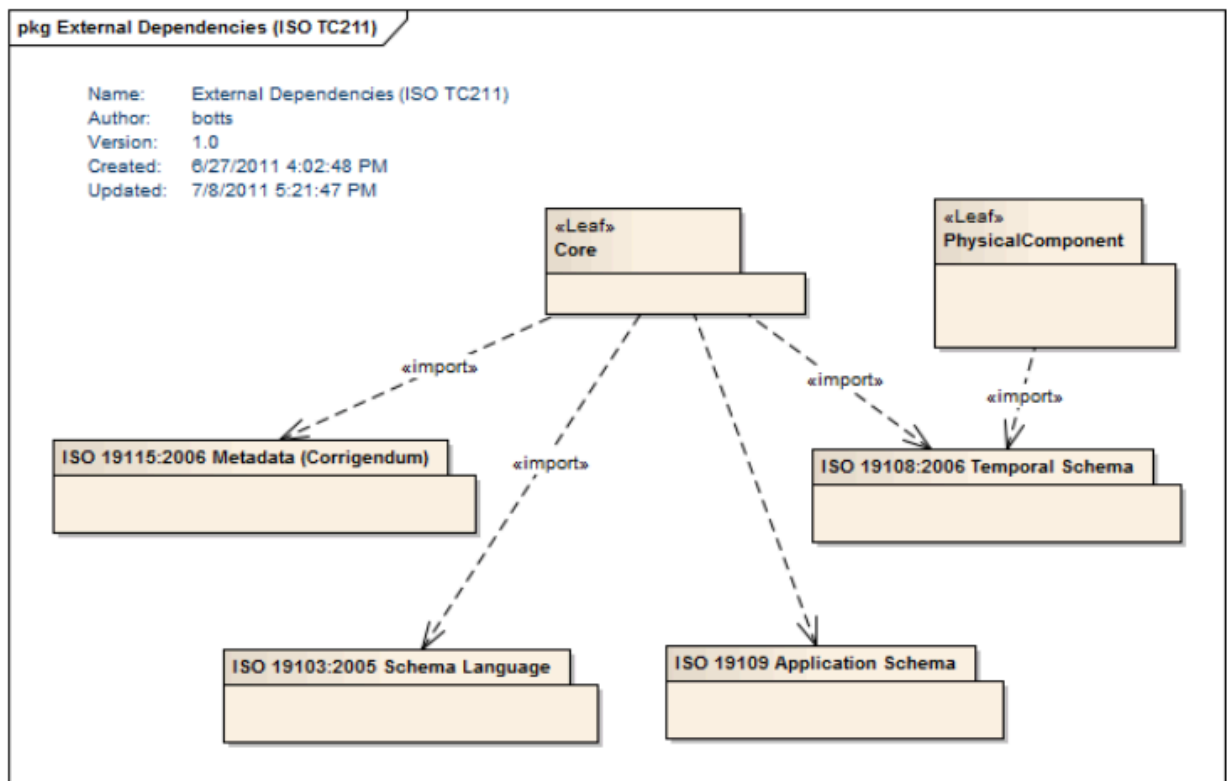 pkg External Dependencies (ISO TC211)
Name: External Dependencies (ISO TC211)
Author: botts
Version: 1.0
Created: 6/27/2011 4:02:48 PM
Updated: 7/8/2011 5:21:47 PM
«Leaf»
Core
«Leaf»
PhysicalComponent
«import»
«import»
«import»
«import»
ISO 19115:2006 Metadata (Corrigendum)
ISO 19108:2006 Temporal Schema
ISO 19103:2005 Schema Language
ISO 19109 Application Schema